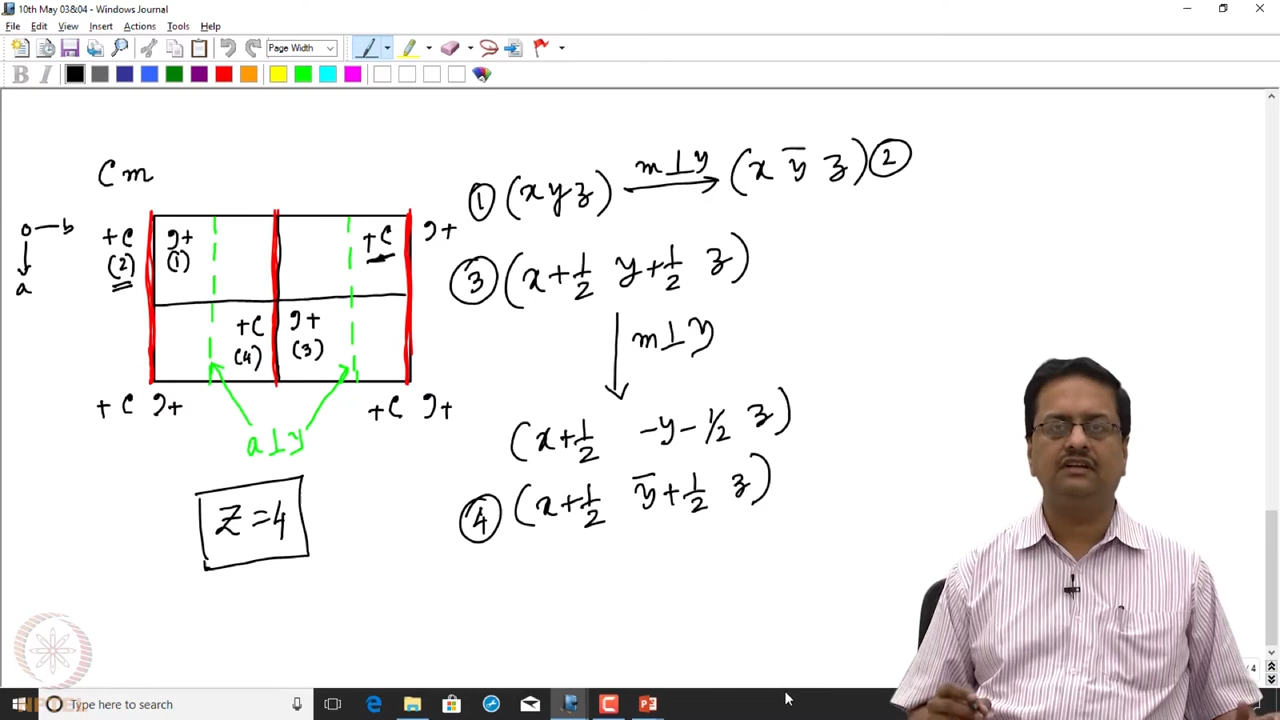 10th May 03&04 - Windows Journal
File Edit View Insert Actions Tools Help
Page Width
B I
Cm
① (x y z) m⊥y → (x y̅ z) ②
o b
a
+C
(2)
Ɔ+
(1)
+C
Ɔ+
③ (x+1/2 y+1/2 z)
+C
(4)
Ɔ+
(3)
m⊥y
+C Ɔ+
+C Ɔ+
a⊥y
(x+1/2 -y-1/2 z)
Z=4
④ (x+1/2 y̅+1/2 z)
/ 4
Type here to search